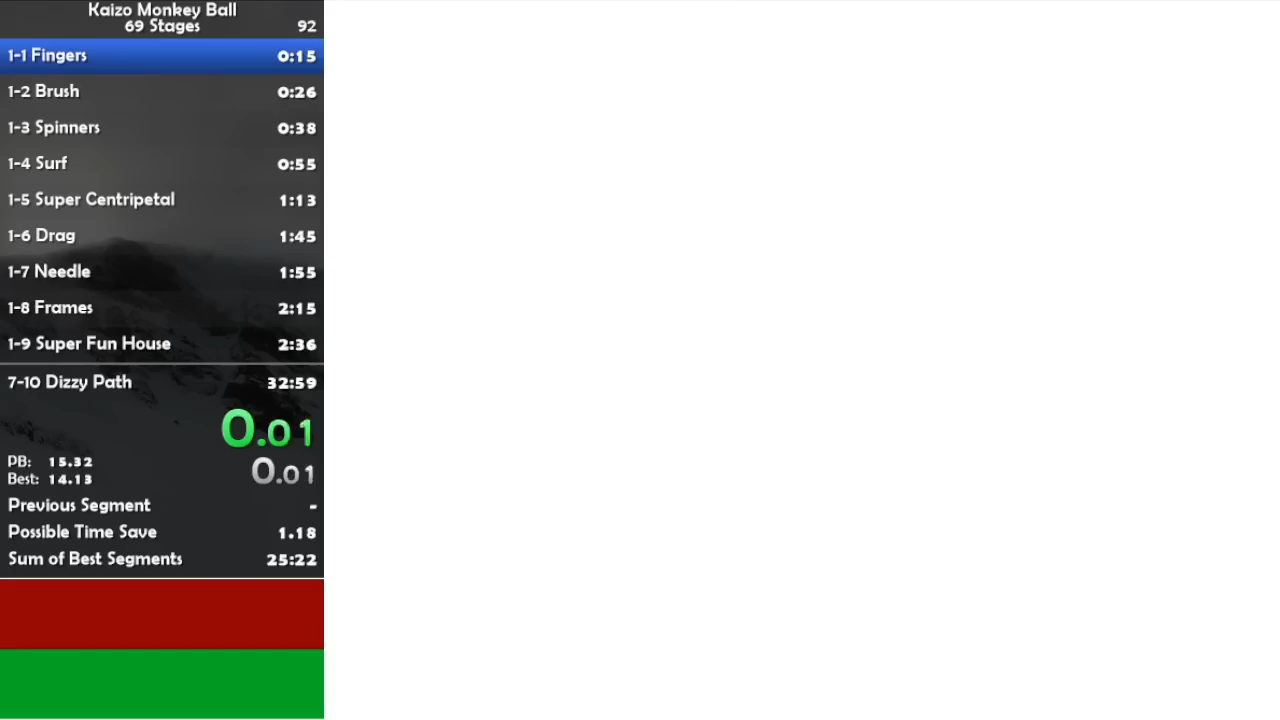 Kaizo Monkey Ball
69 Stages 92
1-1 Fingers 0:15
1-2 Brush 0:26
1-3 Spinners 0:38
1-4 Surf 0:55
1-5 Super Centripetal 1:13
1-6 Drag 1:45
1-7 Needle 1:55
1-8 Frames 2:15
1-9 Super Fun House 2:36
7-10 Dizzy Path 32:59
0.01
PB: 15.32
Best: 14.13
0.01
Previous Segment -
Possible Time Save 1.18
Sum of Best Segments 25:22